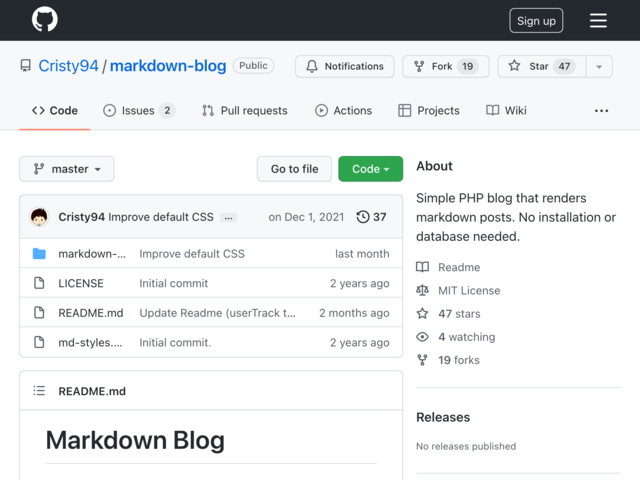 Sign up
Cristy94 / markdown-blog Public
Notifications
Fork 19
Star 47
Code
Issues 2
Pull requests
Actions
Projects
Wiki
master
Go to file
Code
Cristy94 Improve default CSS ... on Dec 1, 2021 37
markdown-... Improve default CSS last month
LICENSE Initial commit 2 years ago
README.md Update Readme (userTrack t... 2 months ago
md-styles.... Initial commit. 2 years ago
README.md
Markdown Blog
About
Simple PHP blog that renders
markdown posts. No installation or
database needed.
Readme
MIT License
47 stars
4 watching
19 forks
Releases
No releases published